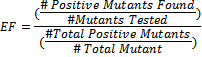 (# Positive Mutants Found
#Mutants Tested)
EF =
(#Total Positive Mutants
# Total Mutant)